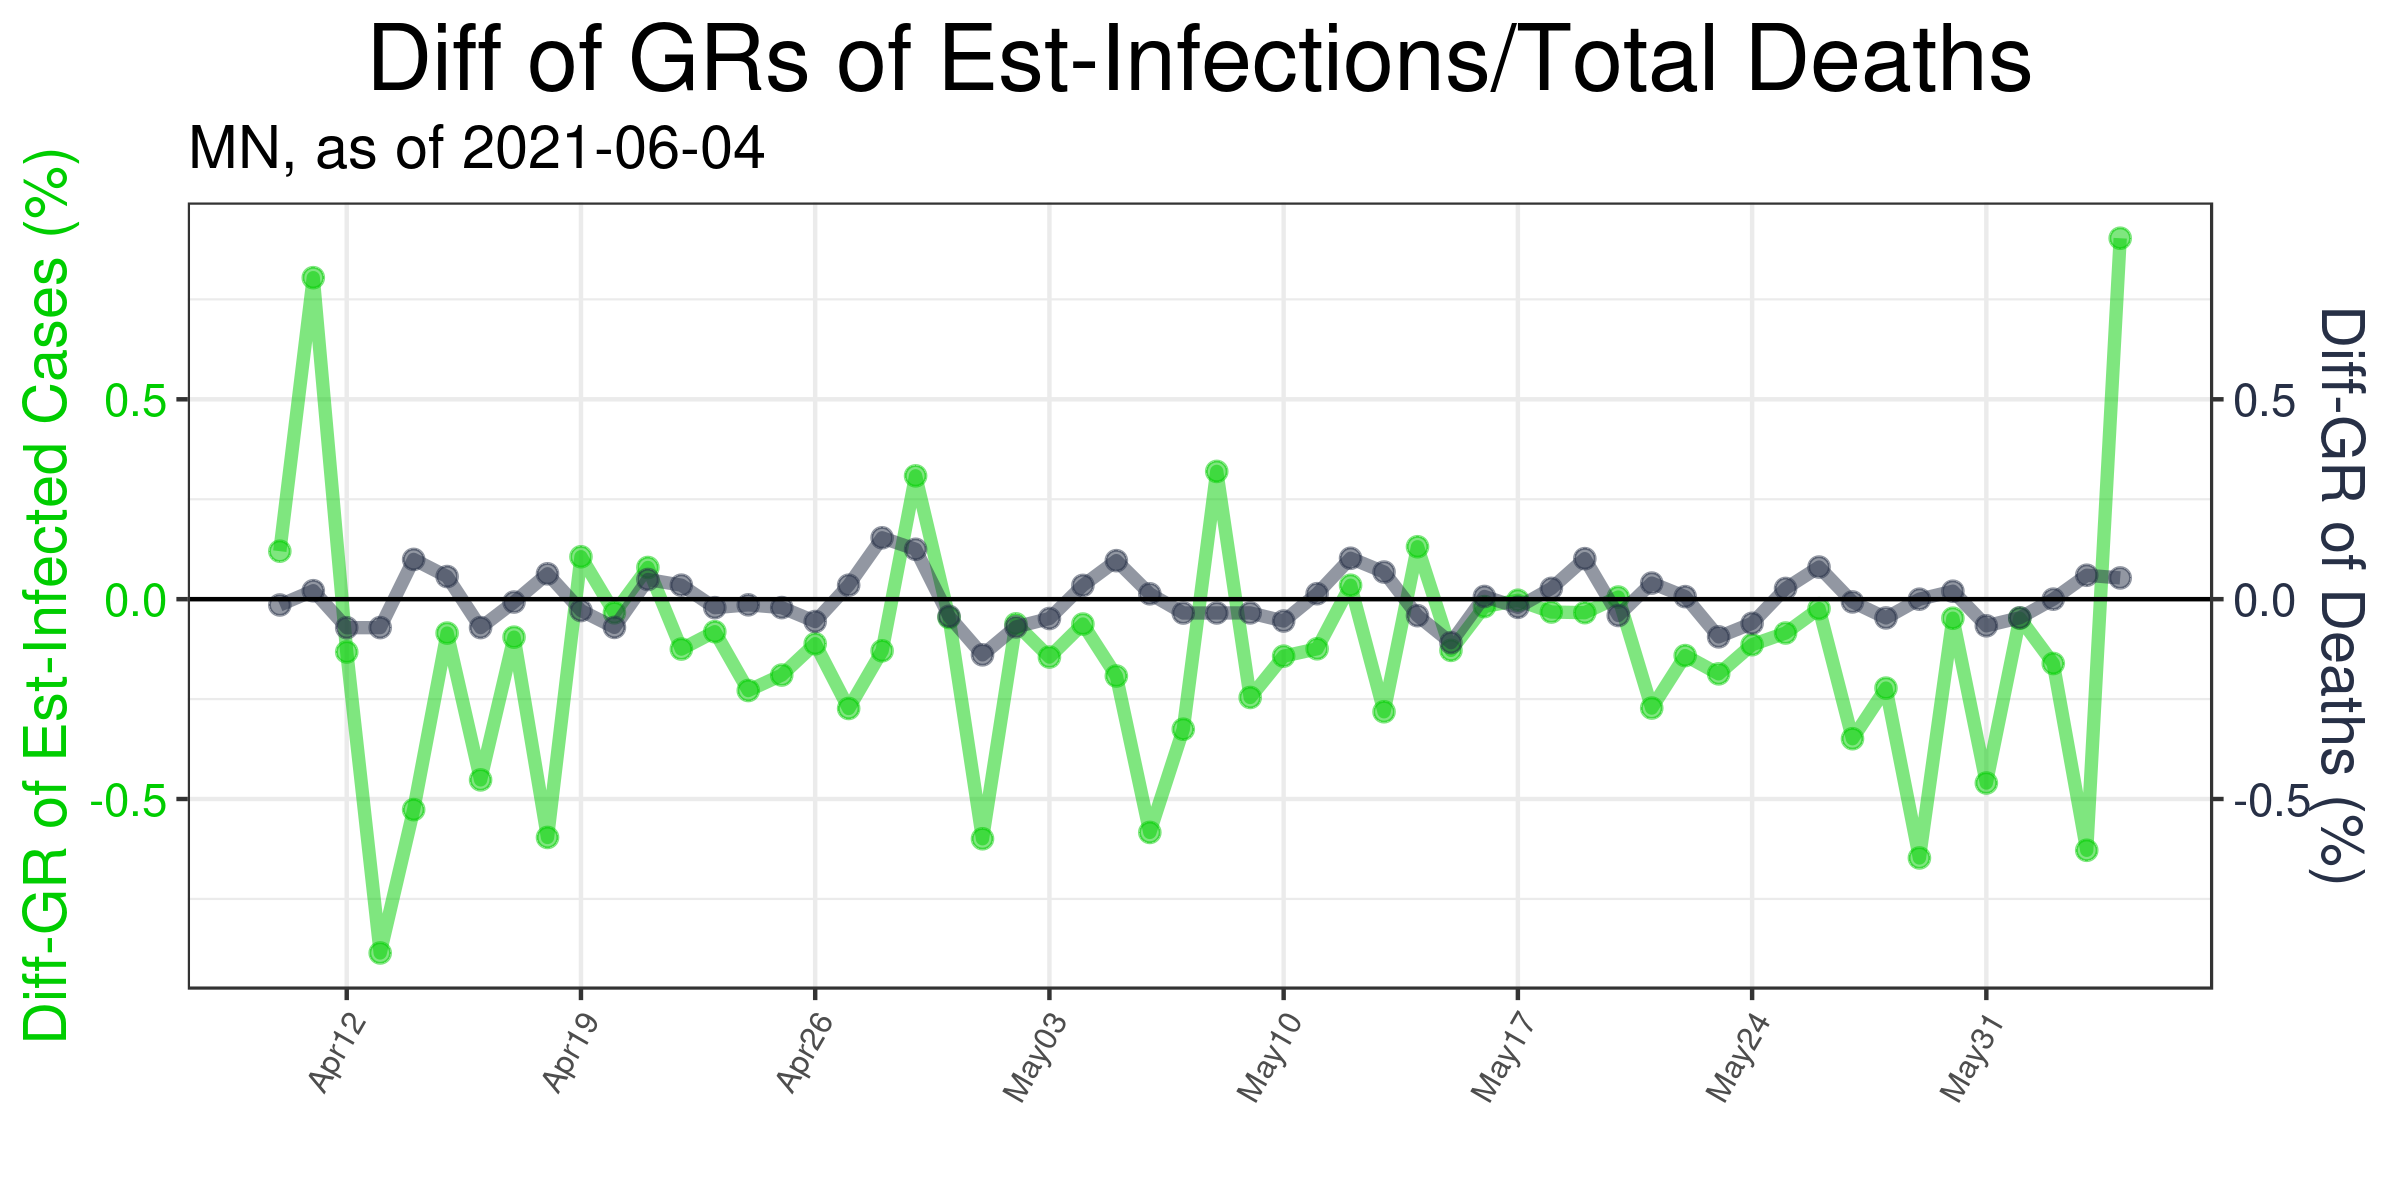 Diff of GRs of Est-Infections/Total Deaths
MN, as of 2021-06-04
Diff-GR of Est-Infected Cases (%)
0.5
0.0
-0.5
0.5
0.0
-0.5
Diff-GR of Deaths (%)
Apr12
Apr19
Apr26
May03
May10
May17
May24
May31